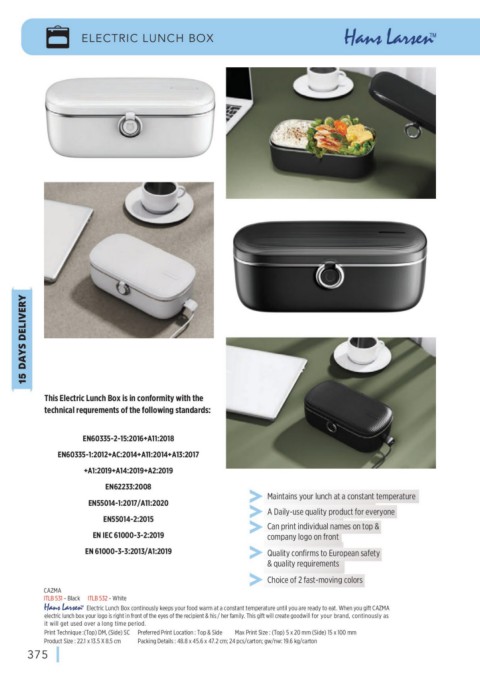 ELECTRIC LUNCH BOX
Hans Larsen™
15 DAYS DELIVERY
This Electric Lunch Box is in conformity with the
technical requrements of the following standards:
EN60335-2-15:2016+A11:2018
EN60335-1:2012+AC:2014+A11:2014+A13:2017
+A1:2019+A14:2019+A2:2019
EN62233:2008
EN55014-1:2017/A11:2020
EN55014-2:2015
EN IEC 61000-3-2:2019
EN 61000-3-3:2013/A1:2019
Maintains your lunch at a constant temperature
A Daily-use quality product for everyone
Can print individual names on top &
company logo on front
Quality confirms to European safety
& quality requirements
Choice of 2 fast-moving colors
CAZMA
ITLB 531 - Black ITLB 532 - White
Hans Larsen™ Electric Lunch Box continously keeps your food warm at a constant temperature until you are ready to eat. When you gift CAZMA
electric lunch box your logo is right in front of the eyes of the recipient & his / her family. This gift will create goodwill for your brand, continously as
it will get used over a long time period.
Print Technique :(Top) DM, (Side) SC Preferred Print Location : Top & Side Max Print Size : (Top) 5 x 20 mm (Side) 15 x 100 mm
Product Size : 22.1 x 13.5 X 8.5 cm Packing Details : 48.8 x 45.6 x 47.2 cm; 24 pcs/carton; gw/nw: 19.6 kg/carton
375